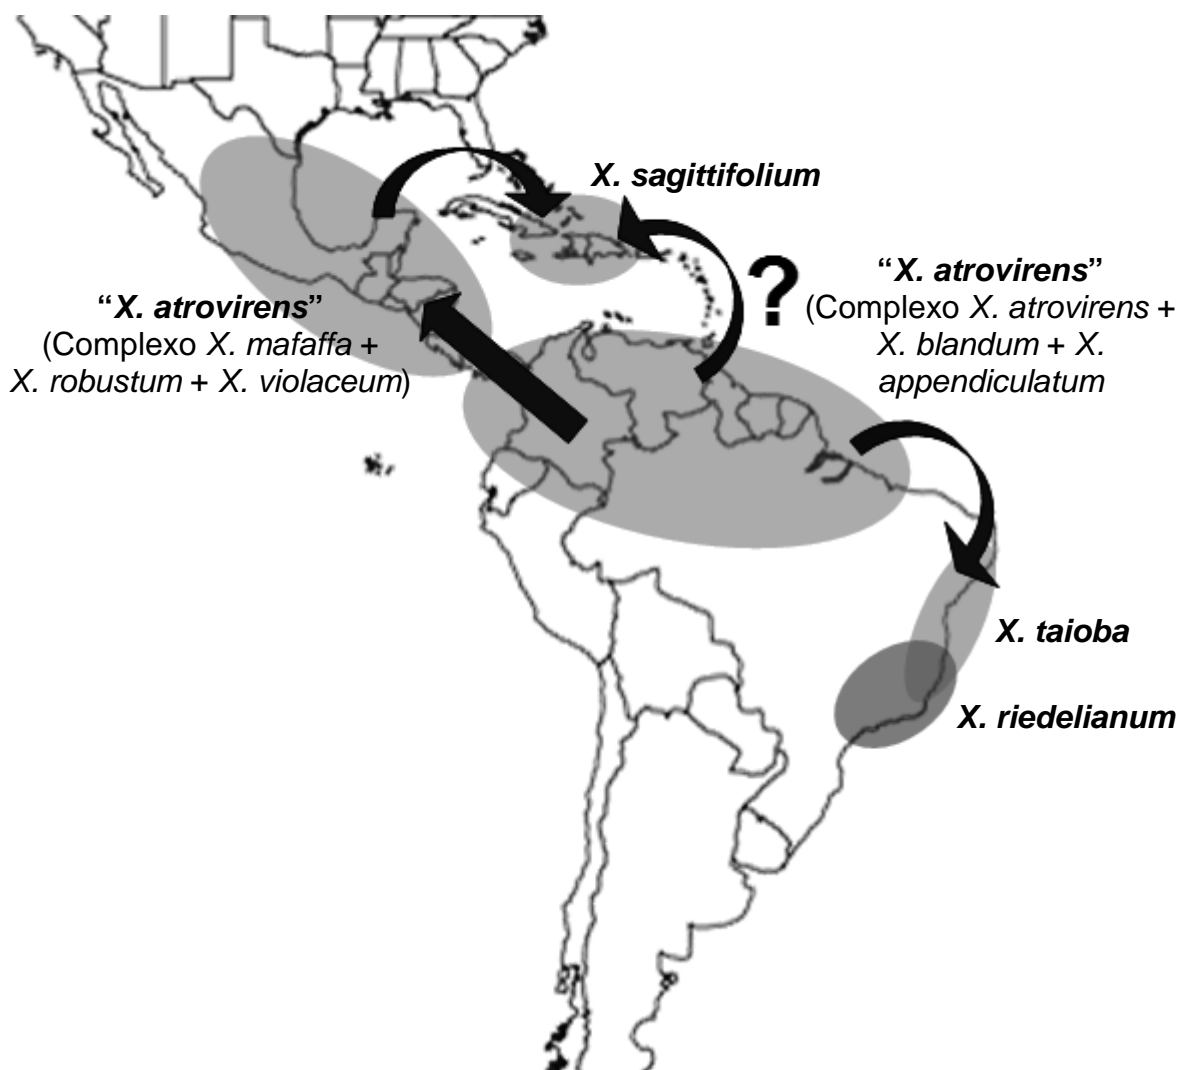 X. sagittifolium
?
“X. atrovirens”
(Complexo X. atrovirens +
X. blandum + X.
appendiculatum
“X. atrovirens”
(Complexo X. mafaffa +
X. robustum + X. violaceum)
X. taioba
X. riedelianum